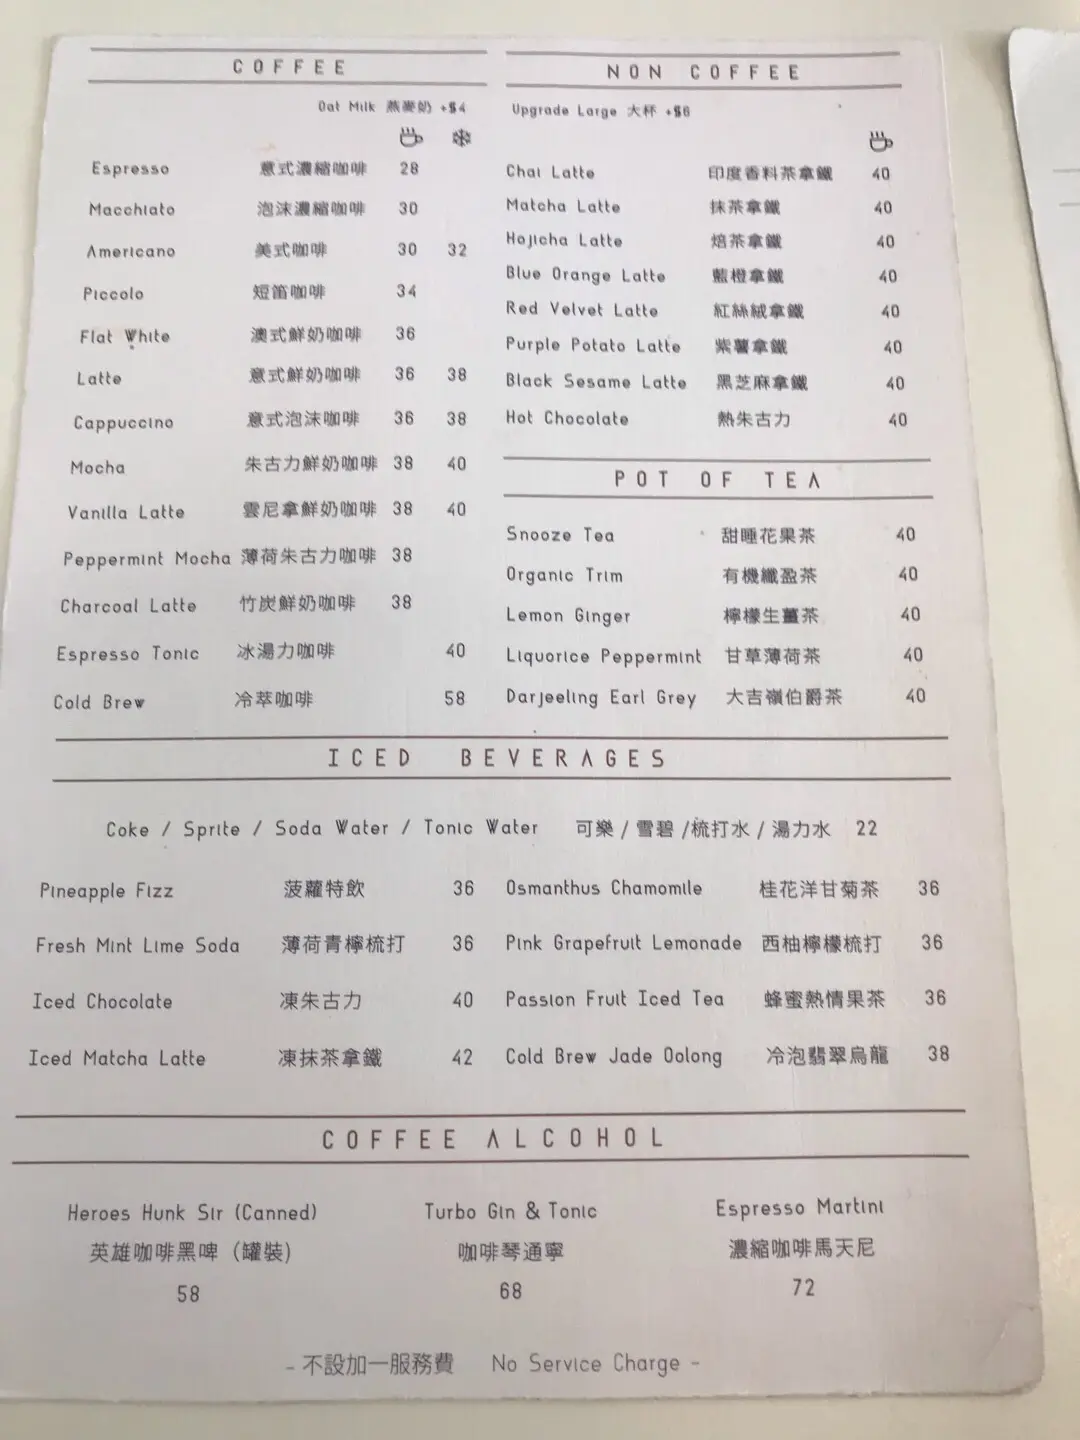 COFFEE
Oat Milk 燕麥奶 +$4
Espresso 意式濃縮咖啡 28
Macchiato 泡沫濃縮咖啡 30
Americano 美式咖啡 30 32
Piccolo 短笛咖啡 34
Flat White 澳式鮮奶咖啡 36
Latte 意式鮮奶咖啡 36 38
Cappuccino 意式泡沫咖啡 36 38
Mocha 朱古力鮮奶咖啡 38 40
Vanilla Latte 雲尼拿鮮奶咖啡 38 40
Peppermint Mocha 薄荷朱古力咖啡 38
Charcoal Latte 竹炭鮮奶咖啡 38
Espresso Tonic 冰湯力咖啡 40
Cold Brew 冷萃咖啡 58
NON COFFEE
Upgrade Large 大杯 +$6
Chai Latte 印度香料茶拿鐵 40
Matcha Latte 抹茶拿鐵 40
Hojicha Latte 焙茶拿鐵 40
Blue Orange Latte 藍橙拿鐵 40
Red Velvet Latte 紅絲絨拿鐵 40
Purple Potato Latte 紫薯拿鐵 40
Black Sesame Latte 黑芝麻拿鐵 40
Hot Chocolate 熱朱古力 40
POT OF TEA
Snooze Tea 甜睡花果茶 40
Organic Trim 有機纖盈茶 40
Lemon Ginger 檸檬生薑茶 40
Liquorice Peppermint 甘草薄荷茶 40
Darjeeling Earl Grey 大吉嶺伯爵茶 40
ICED BEVERAGES
Coke / Sprite / Soda Water / Tonic Water 可樂 / 雪碧 /梳打水 / 湯力水 22
Pineapple Fizz 菠蘿特飲 36 Osmanthus Chamomile 桂花洋甘菊茶 36
Fresh Mint Lime Soda 薄荷青檸梳打 36 Pink Grapefruit Lemonade 西柚檸檬梳打 36
Iced Chocolate 凍朱古力 40 Passion Fruit Iced Tea 蜂蜜熱情果茶 36
Iced Matcha Latte 凍抹茶拿鐵 42 Cold Brew Jade Oolong 冷泡翡翠烏龍 38
COFFEE ALCOHOL
Heroes Hunk Sir (Canned) Turbo Gin & Tonic Espresso Martini
英雄咖啡黑啤 (罐裝) 咖啡琴通寧 濃縮咖啡馬天尼
58 68 72
- 不設加一服務費 No Service Charge -